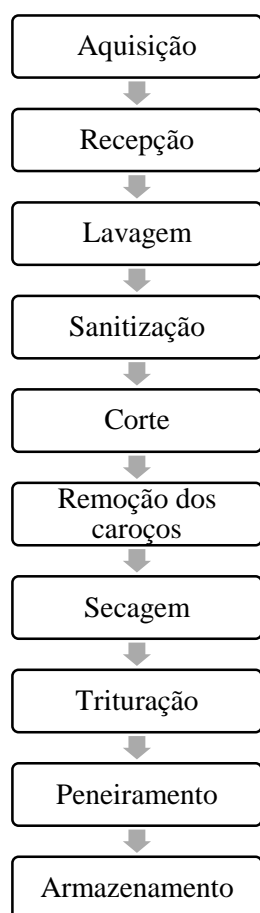 Aquisição
Recepção
Lavagem
Sanitização
Corte
Remoção dos
caroços
Secagem
Trituração
Peneiramento
Armazenamento